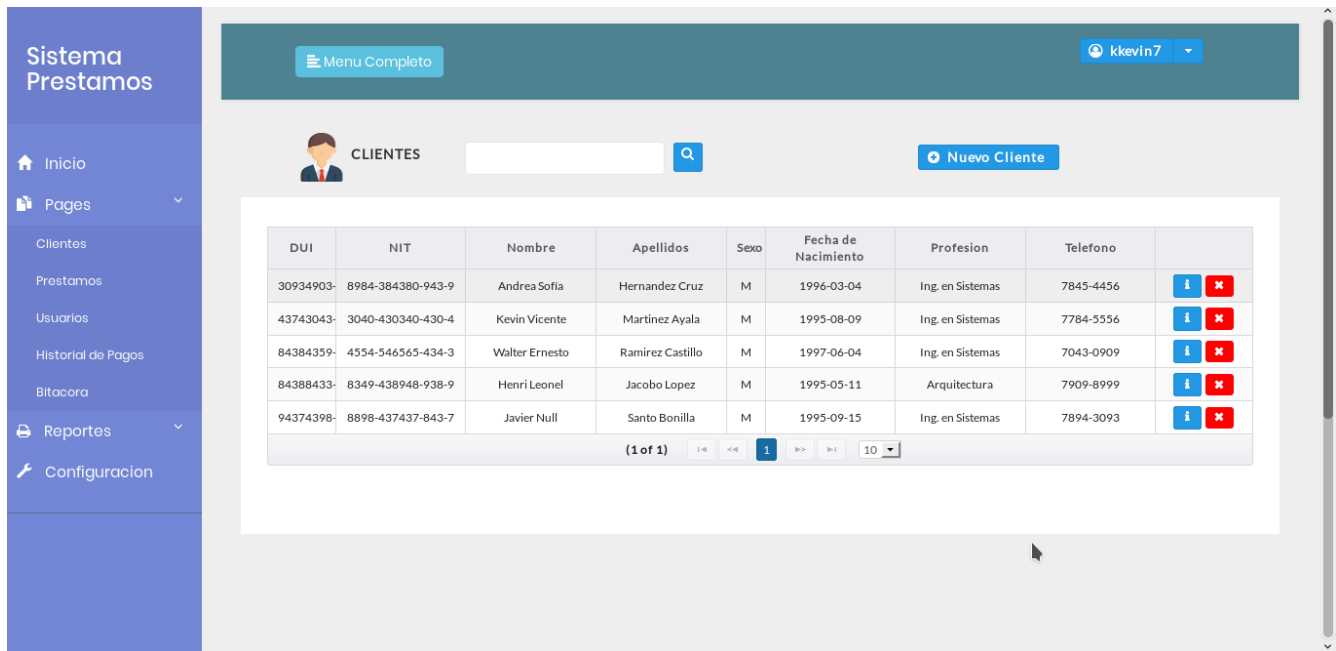 Sistema
Prestamos
Menu Completo
kkevin7
Inicio
Pages
Clientes
Prestamos
Usuarios
Historial de Pagos
Bitacora
Reportes
Configuracion
CLIENTES
Nuevo Cliente
DUI NIT Nombre Apellidos Sexo Fecha de Nacimiento Profesion Telefono
30934903- 8984-384380-943-9 Andrea Sofía Hernandez Cruz M 1996-03-04 Ing. en Sistemas 7845-4456
43743043- 3040-430340-430-4 Kevin Vicente Martinez Ayala M 1995-08-09 Ing. en Sistemas 7784-5556
84384359- 4554-546565-434-3 Walter Ernesto Ramirez Castillo M 1997-06-04 Ing. en Sistemas 7043-0909
84388433- 8349-438948-938-9 Henri Leonel Jacobo Lopez M 1995-05-11 Arquitectura 7909-8999
94374398- 8898-437437-843-7 Javier Null Santo Bonilla M 1995-09-15 Ing. en Sistemas 7894-3093
(1 of 1) 1 10